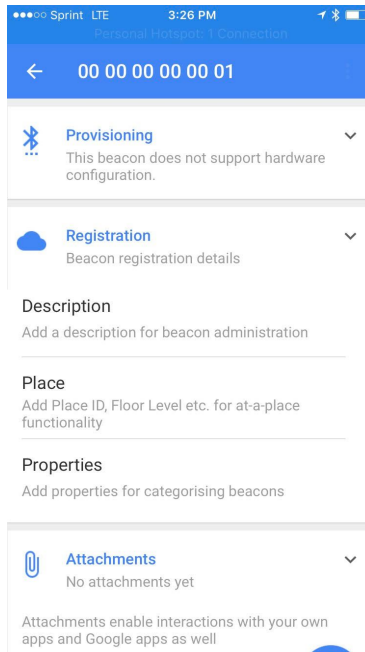 Sprint LTE 3:26 PM
Personal Hotspot: 1 Connection
00 00 00 00 00 01
Provisioning
This beacon does not support hardware
configuration.
Registration
Beacon registration details
Description
Add a description for beacon administration
Place
Add Place ID, Floor Level etc. for at-a-place
functionality
Properties
Add properties for categorising beacons
Attachments
No attachments yet
Attachments enable interactions with your own
apps and Google apps as well